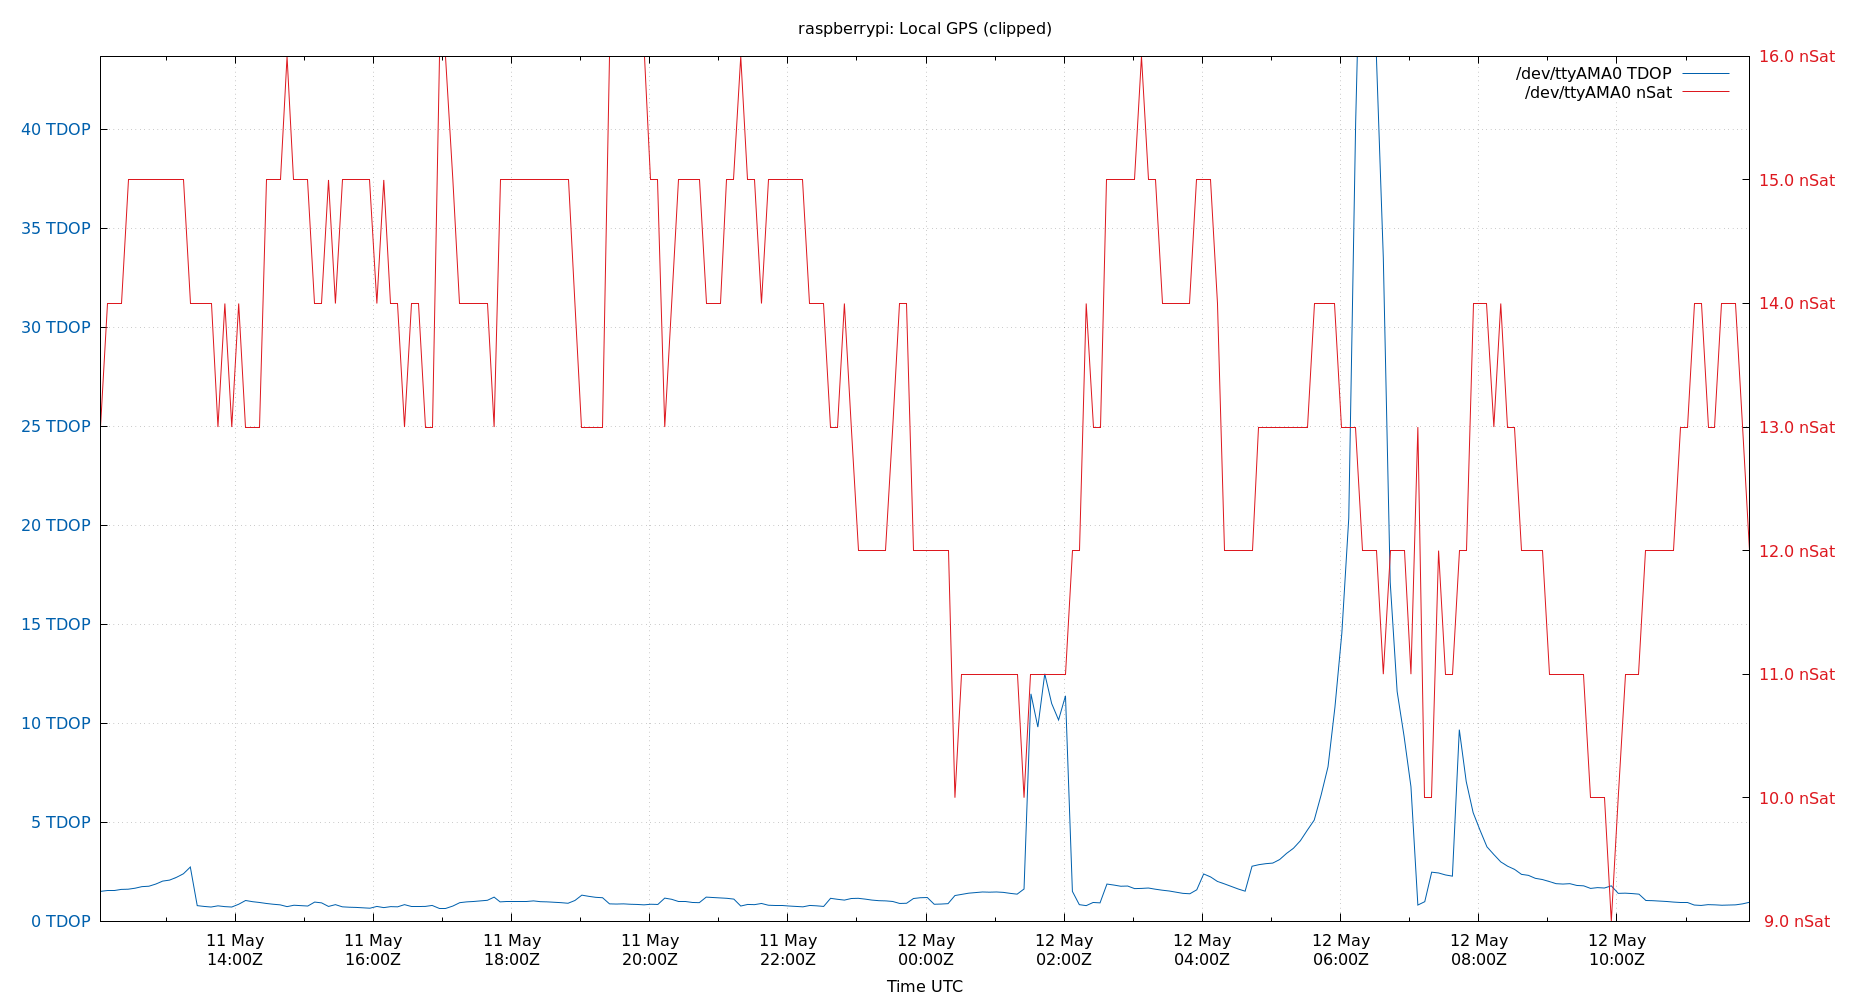 raspberrypi: Local GPS (clipped)
16.0 nSat
/dev/ttyAMA0 TDOP
/dev/ttyAMA0 nSat
40 TDOP
15.0 nSat
35 TDOP
14.0 nSat
30 TDOP
25 TDOP
13.0 nSat
20 TDOP
12.0 nSat
15 TDOP
11.0 nSat
10 TDOP
10.0 nSat
5 TDOP
0 TDOP
9.0 nSat
11 May
14:00Z
11 May
16:00Z
11 May
18:00Z
11 May
20:00Z
11 May
22:00Z
12 May
00:00Z
12 May
02:00Z
12 May
04:00Z
12 May
06:00Z
12 May
08:00Z
12 May
10:00Z
Time UTC